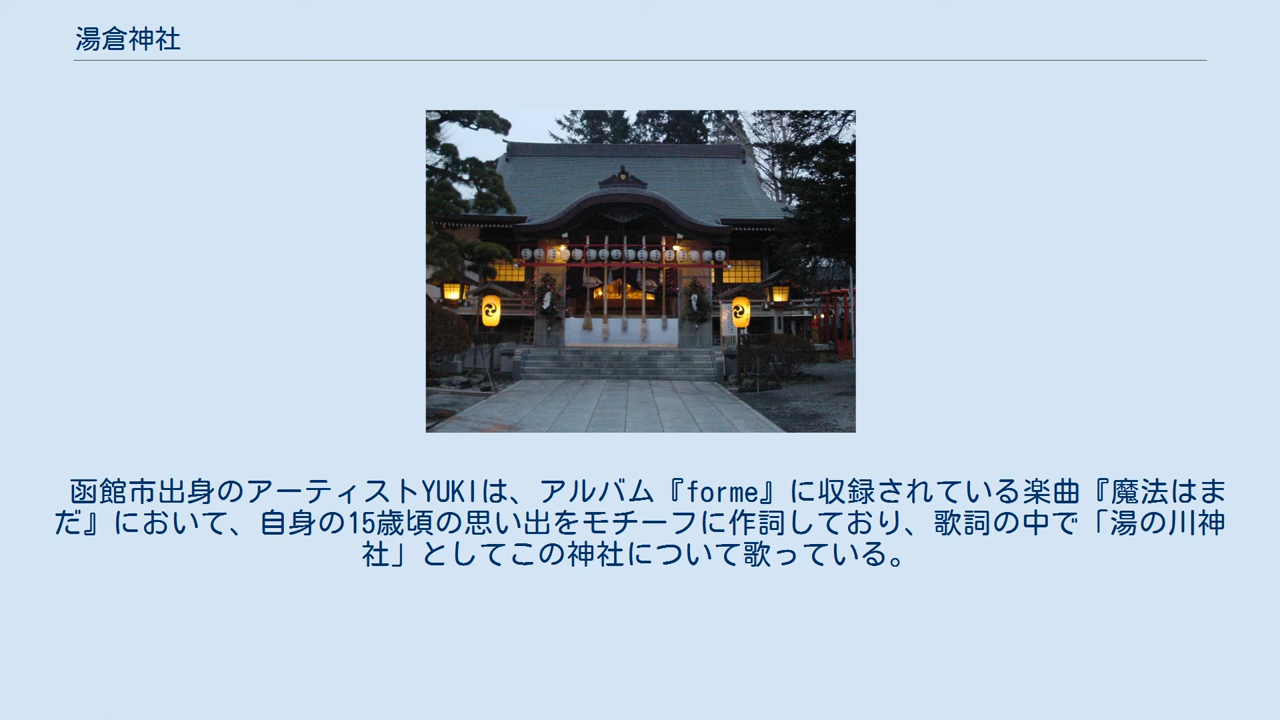 湯倉神社
函館市出身のアーティストYUKIは、アルバム『forme』に収録されている楽曲『魔法はま
だ』において、自身の15歳頃の思い出をモチーフに作詞しており、歌詞の中で「湯の川神
社」としてこの神社について歌っている。